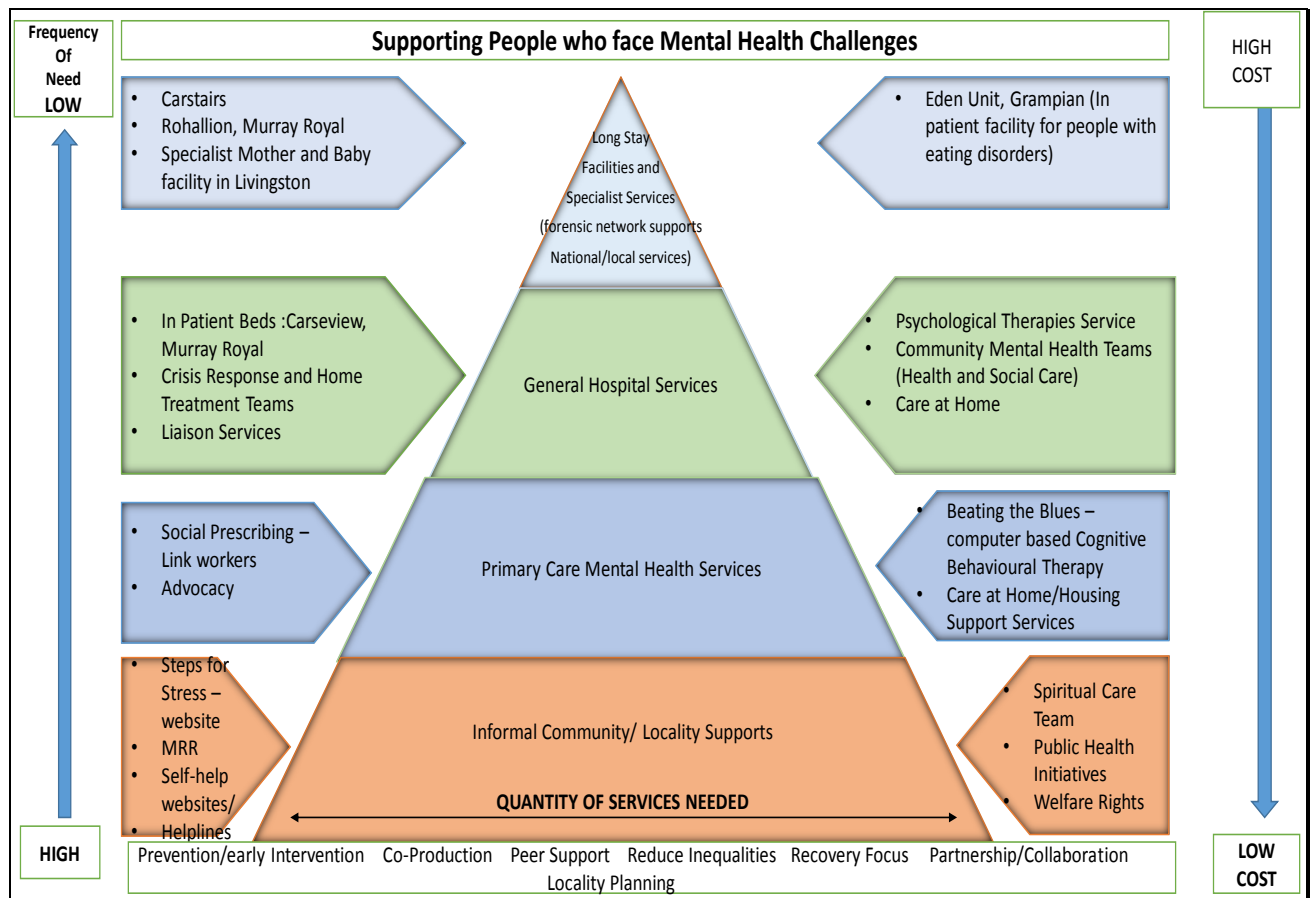 Frequency
Of
Need
LOW
Supporting People who face Mental Health Challenges
HIGH
COST
• Carstairs
• Rohallion, Murray Royal
• Specialist Mother and Baby
facility in Livingston
Long Stay
Facilities and
Specialist Services
(forensic network supports
National/local services)
• Eden Unit, Grampian (In
patient facility for people with
eating disorders)
• In Patient Beds :Carseview,
Murray Royal
• Crisis Response and Home
Treatment Teams
• Liaison Services
General Hospital Services
• Psychological Therapies Service
• Community Mental Health Teams
(Health and Social Care)
• Care at Home
• Social Prescribing –
Link workers
• Advocacy
Primary Care Mental Health Services
• Beating the Blues –
computer based Cognitive
Behavioural Therapy
• Care at Home/Housing
Support Services
• Steps for
Stress –
website
• MRR
• Self-help
websites/
• Helplines
Informal Community/ Locality Supports
QUANTITY OF SERVICES NEEDED
• Spiritual Care
Team
• Public Health
Initiatives
• Welfare Rights
HIGH
Prevention/early Intervention Co-Production Peer Support Reduce Inequalities Recovery Focus Partnership/Collaboration
Locality Planning
LOW
COST